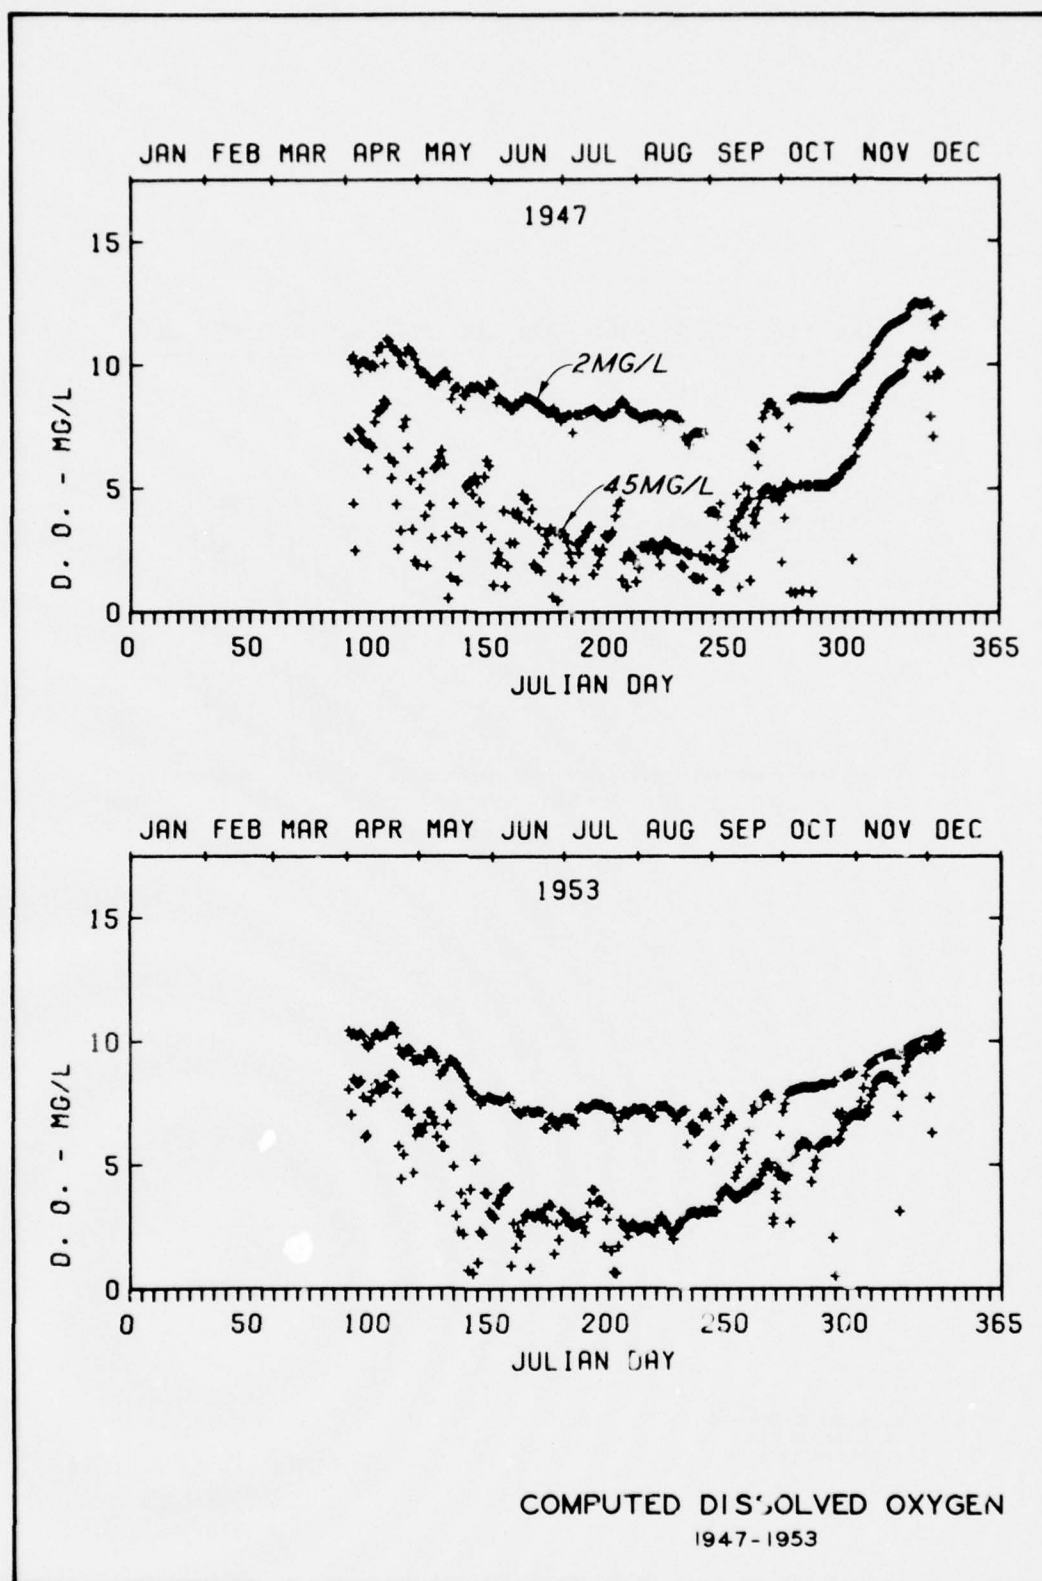 JAN FEB MAR APR MAY JUN JUL AUG SEP OCT NOV DEC
1947
15
10
5
0
D. O. - MG/L
2MG/L
45MG/L
0 50 100 150 200 250 300 365
JULIAN DAY
JAN FEB MAR APR MAY JUN JUL AUG SEP OCT NOV DEC
1953
15
10
5
0
D. O. - MG/L
0 50 100 150 200 250 300 365
JULIAN DAY
COMPUTED DISSOLVED OXYGEN
1947-1953